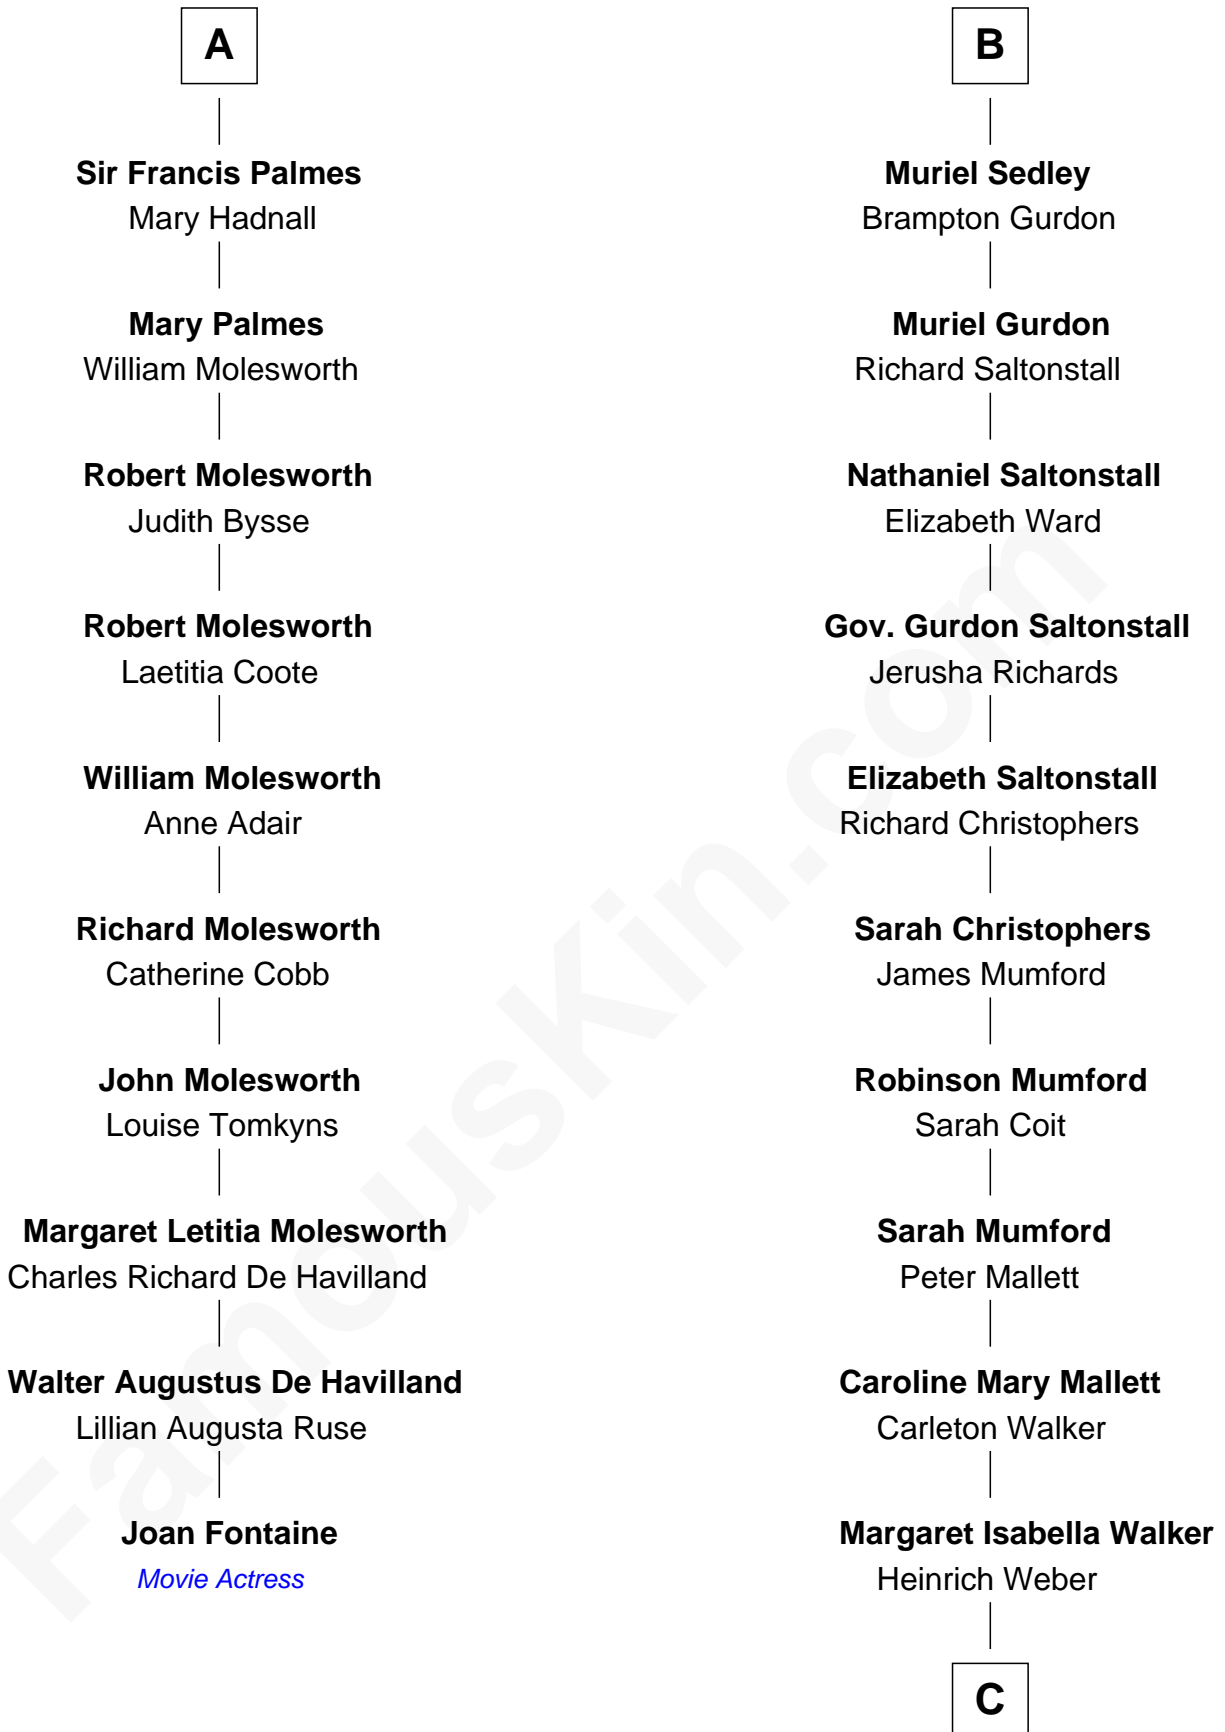 A
Sir Francis Palmes
Mary Hadnall
Mary Palmes
William Molesworth
Robert Molesworth
Judith Bysse
Robert Molesworth
Laetitia Coote
William Molesworth
Anne Adair
Richard Molesworth
Catherine Cobb
John Molesworth
Louise Tomkyns
Margaret Letitia Molesworth
Charles Richard De Havilland
Walter Augustus De Havilland
Lillian Augusta Ruse
Joan Fontaine
Movie Actress
B
Muriel Sedley
Brampton Gurdon
Muriel Gurdon
Richard Saltonstall
Nathaniel Saltonstall
Elizabeth Ward
Gov. Gurdon Saltonstall
Jerusha Richards
Elizabeth Saltonstall
Richard Christophers
Sarah Christophers
James Mumford
Robinson Mumford
Sarah Coit
Sarah Mumford
Peter Mallett
Caroline Mary Mallett
Carleton Walker
Margaret Isabella Walker
Heinrich Weber
C
FamousKin.com